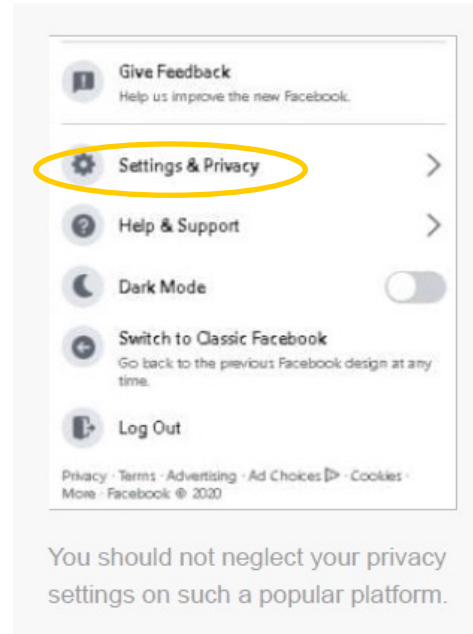 Give Feedback
Help us improve the new Facebook.
Settings & Privacy
Help & Support
Dark Mode
Switch to Classic Facebook
Go back to the previous Facebook design at any
time.
Log Out
Privacy · Terms · Advertising · Ad Choices · Cookies ·
More · Facebook © 2020
You should not neglect your privacy
settings on such a popular platform.